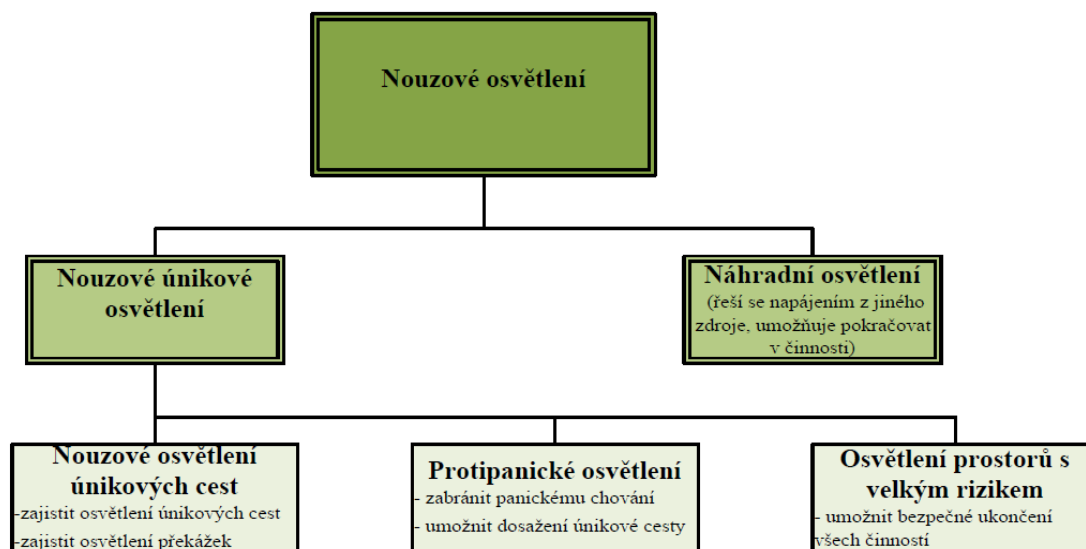 Nouzové osvětlení
Nouzové únikové
osvětlení
Náhradní osvětlení
(řeší se napájením z jiného
zdroje, umožňuje pokračovat
v činnosti)
Nouzové osvětlení
únikových cest
-zajistit osvětlení únikových cest
-zajistit osvětlení překážek
Protipanické osvětlení
- zabránit panickému chování
- umožnit dosažení únikové cesty
Osvětlení prostorů s
velkým rizikem
- umožnit bezpečné ukončení
všech činností